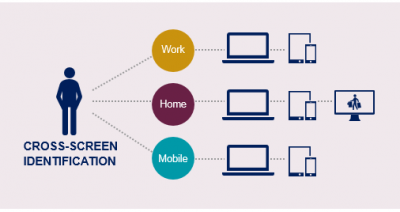 Work
Home
Mobile
CROSS-SCREEN
IDENTIFICATION